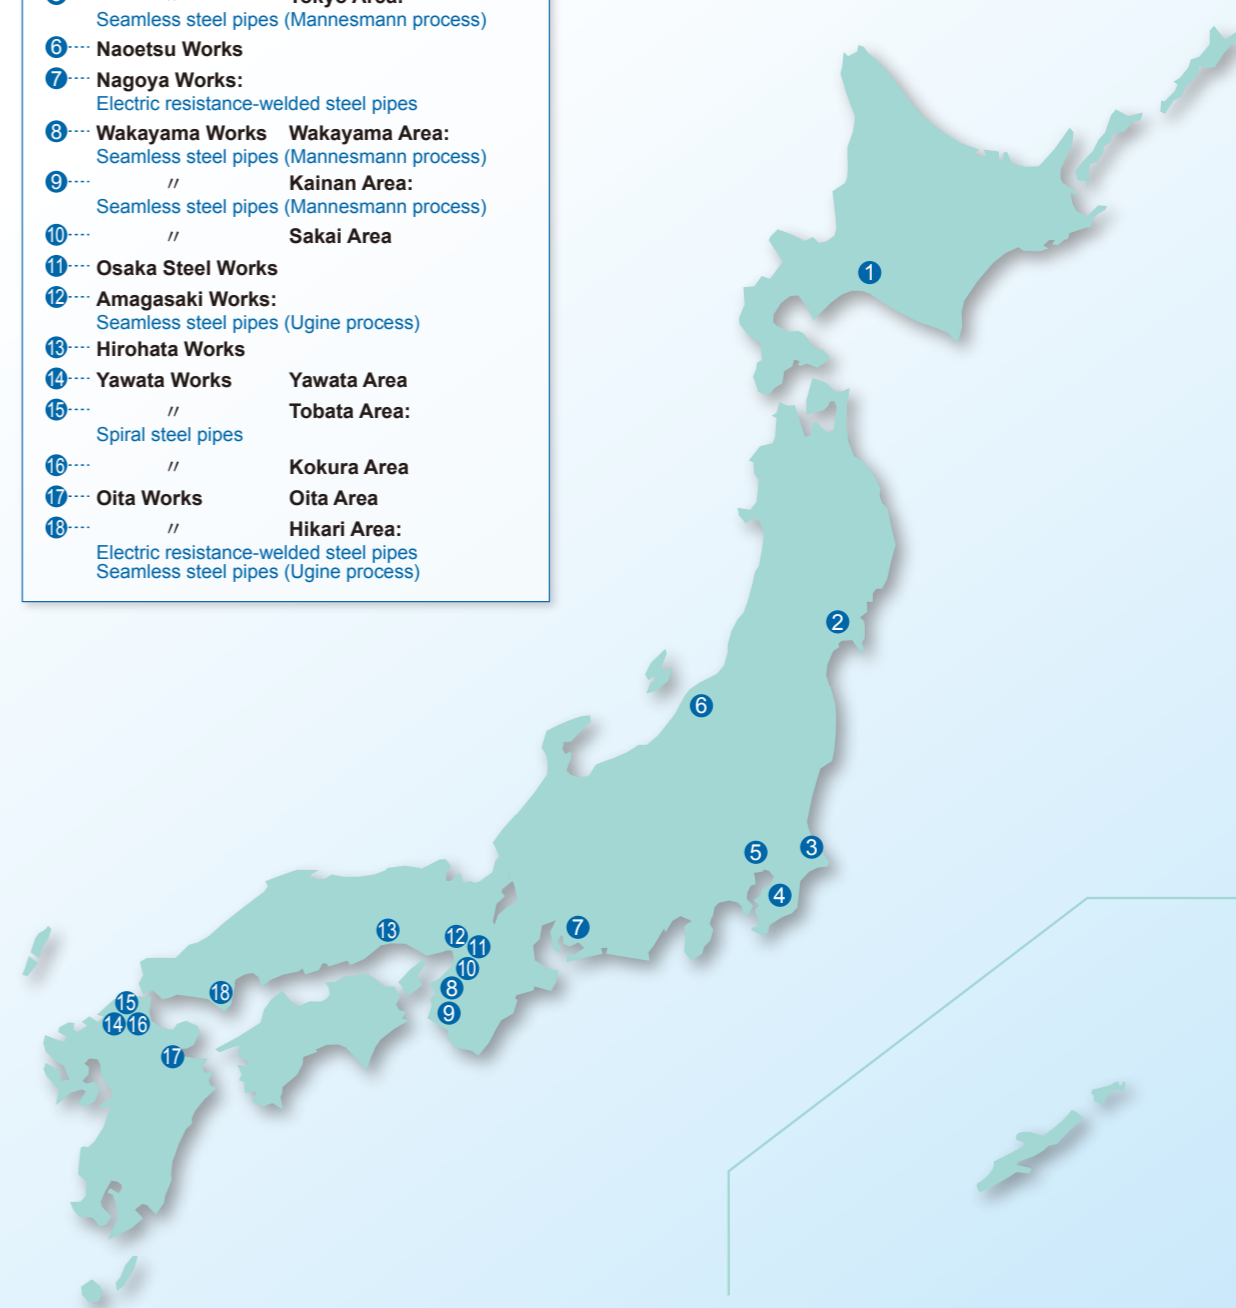 5 〃 Tokyo Area:
Seamless steel pipes (Mannesmann process)
6 Naoetsu Works
7 Nagoya Works:
Electric resistance-welded steel pipes
8 Wakayama Works Wakayama Area:
Seamless steel pipes (Mannesmann process)
9 〃 Kainan Area:
Seamless steel pipes (Mannesmann process)
10 〃 Sakai Area
11 Osaka Steel Works
12 Amagasaki Works:
Seamless steel pipes (Ugine process)
13 Hirohata Works
14 Yawata Works Yawata Area
15 〃 Tobata Area:
Spiral steel pipes
16 〃 Kokura Area
17 Oita Works Oita Area
18 〃 Hikari Area:
Electric resistance-welded steel pipes
Seamless steel pipes (Ugine process)
1
2
6
5
3
4
7
13
12
11
10
8
9
18
15
14
16
17